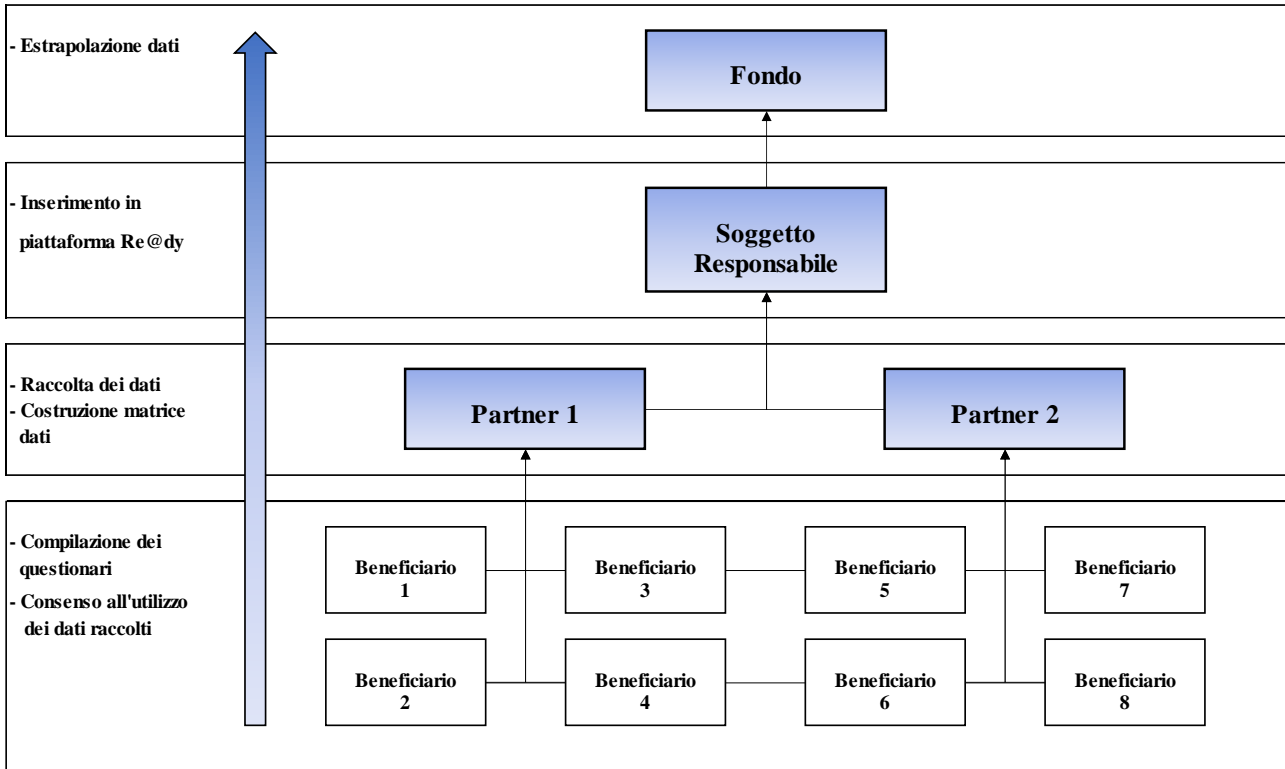 - Estrapolazione dati
Fondo
- Inserimento in
piattaforma Re@dy
Soggetto
Responsabile
- Raccolta dei dati
- Costruzione matrice
dati
Partner 1
Partner 2
- Compilazione dei
questionari
- Consenso all'utilizzo
dei dati raccolti
Beneficiario
1
Beneficiario
3
Beneficiario
5
Beneficiario
7
Beneficiario
2
Beneficiario
4
Beneficiario
6
Beneficiario
8